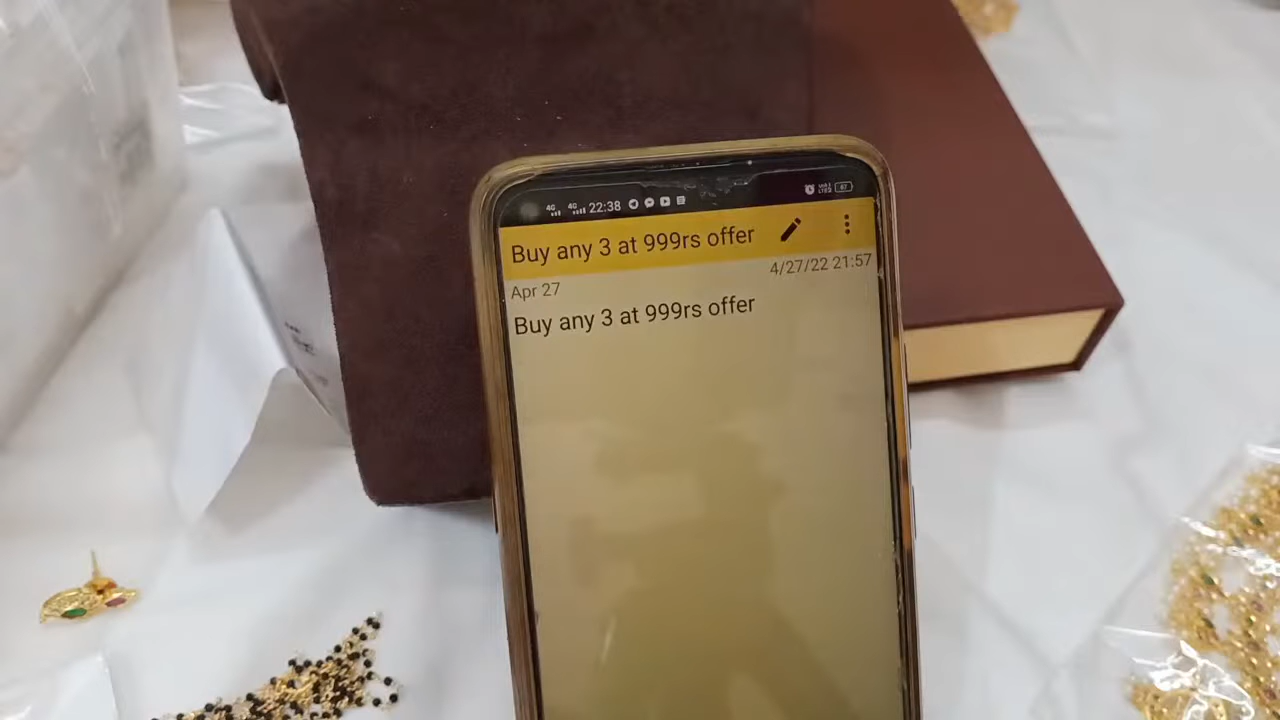 22:38
Buy any 3 at 999rs offer
4/27/22 21:57
Apr 27
Buy any 3 at 999rs offer